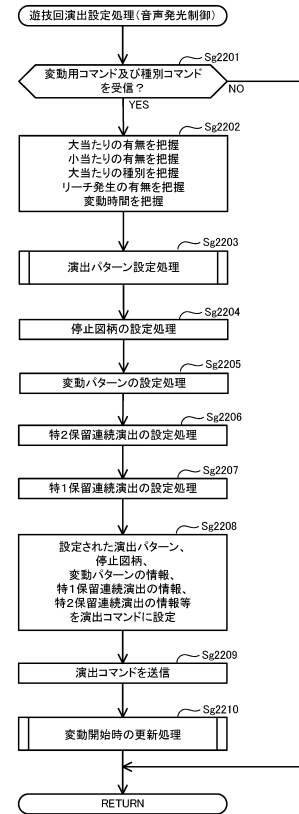 遊技回演出設定処理(音声発光制御)
Sg2201
変動用コマンド及び種別コマンド
を受信？
NO
YES
Sg2202
大当たりの有無を把握
小当たりの有無を把握
大当たりの種別を把握
リーチ発生の有無を把握
変動時間を把握
Sg2203
演出パターン設定処理
Sg2204
停止図柄の設定処理
Sg2205
変動パターンの設定処理
Sg2206
特2保留連続演出の設定処理
Sg2207
特1保留連続演出の設定処理
Sg2208
設定された演出パターン、
停止図柄、
変動パターンの情報、
特1保留連続演出の情報、
特2保留連続演出の情報等
を演出コマンドに設定
Sg2209
演出コマンドを送信
Sg2210
変動開始時の更新処理
RETURN